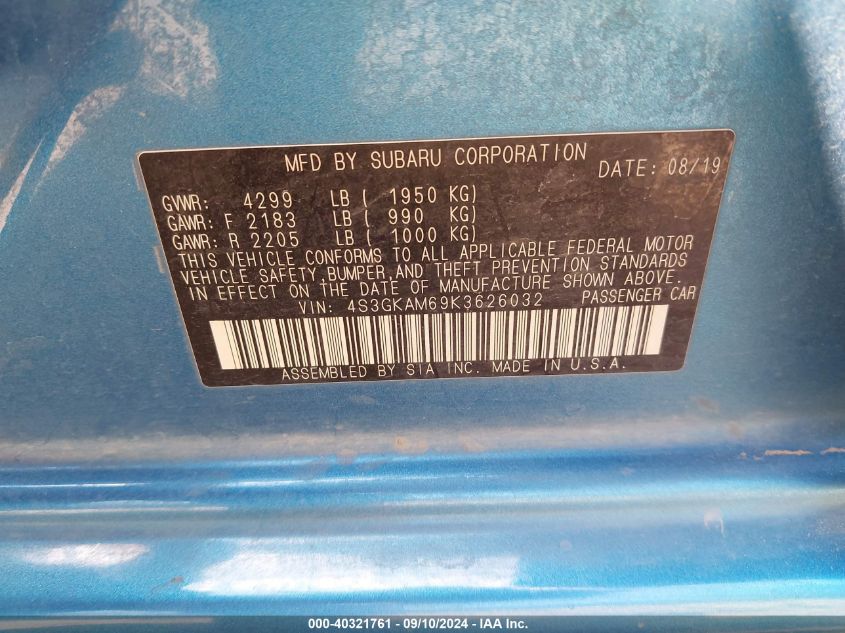 MFD BY SUBARU CORPORATION DATE: 08/19
GVWR: 4299 LB ( 1950 KG)
GAWR: F 2183 LB ( 990 KG)
GAWR: R 2205 LB ( 1000 KG)
THIS VEHICLE CONFORMS TO ALL APPLICABLE FEDERAL MOTOR
VEHICLE SAFETY,BUMPER,AND THEFT PREVENTION STANDARDS
IN EFFECT ON THE DATE OF MANUFACTURE SHOWN ABOVE.
VIN: 4S3GKAM69K3626032 PASSENGER CAR
ASSEMBLED BY SIA INC. MADE IN U.S.A.
000-40321761 - 09/10/2024 - IAA Inc.